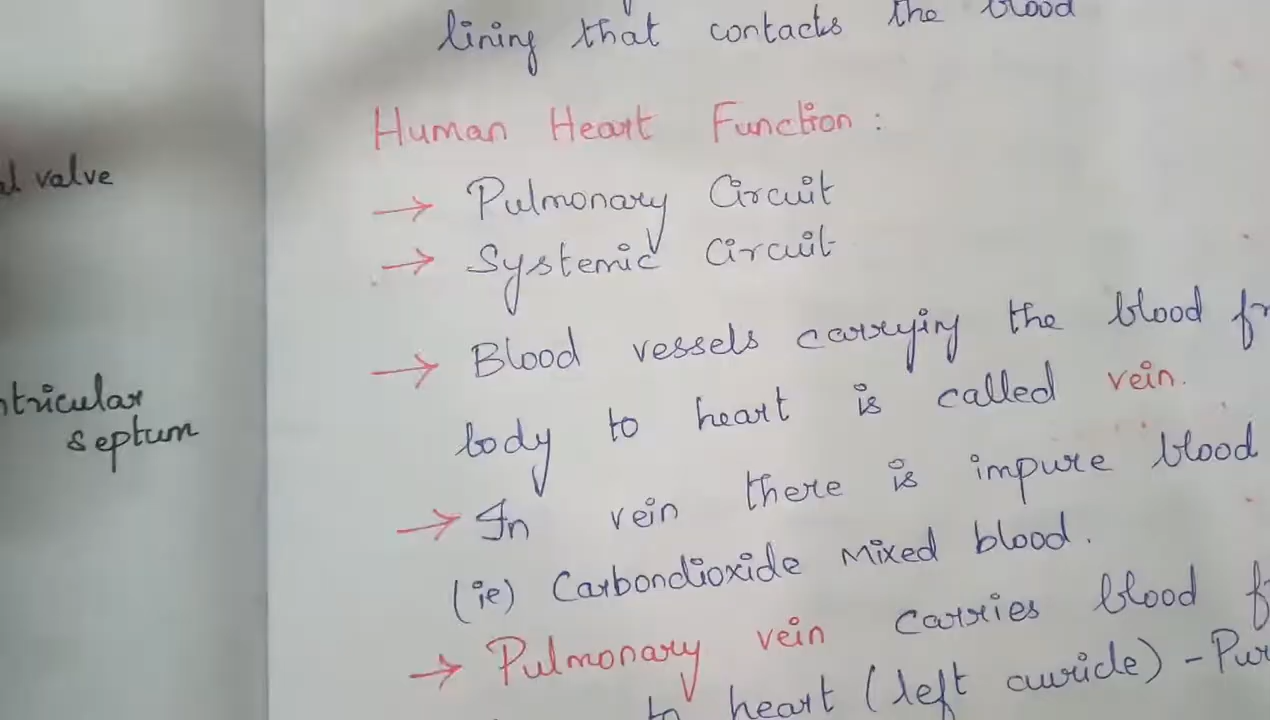 lining that contacts the blood
Human Heart Function :
→ Pulmonary Circuit
→ Systemic Circuit
→ Blood vessels carrying the blood
body to heart is called vein.
→ In vein there is impure blood
(ie) Carbondioxide Mixed blood.
→ Pulmonary vein carries blood
to heart (left auricle) -
valve
septum